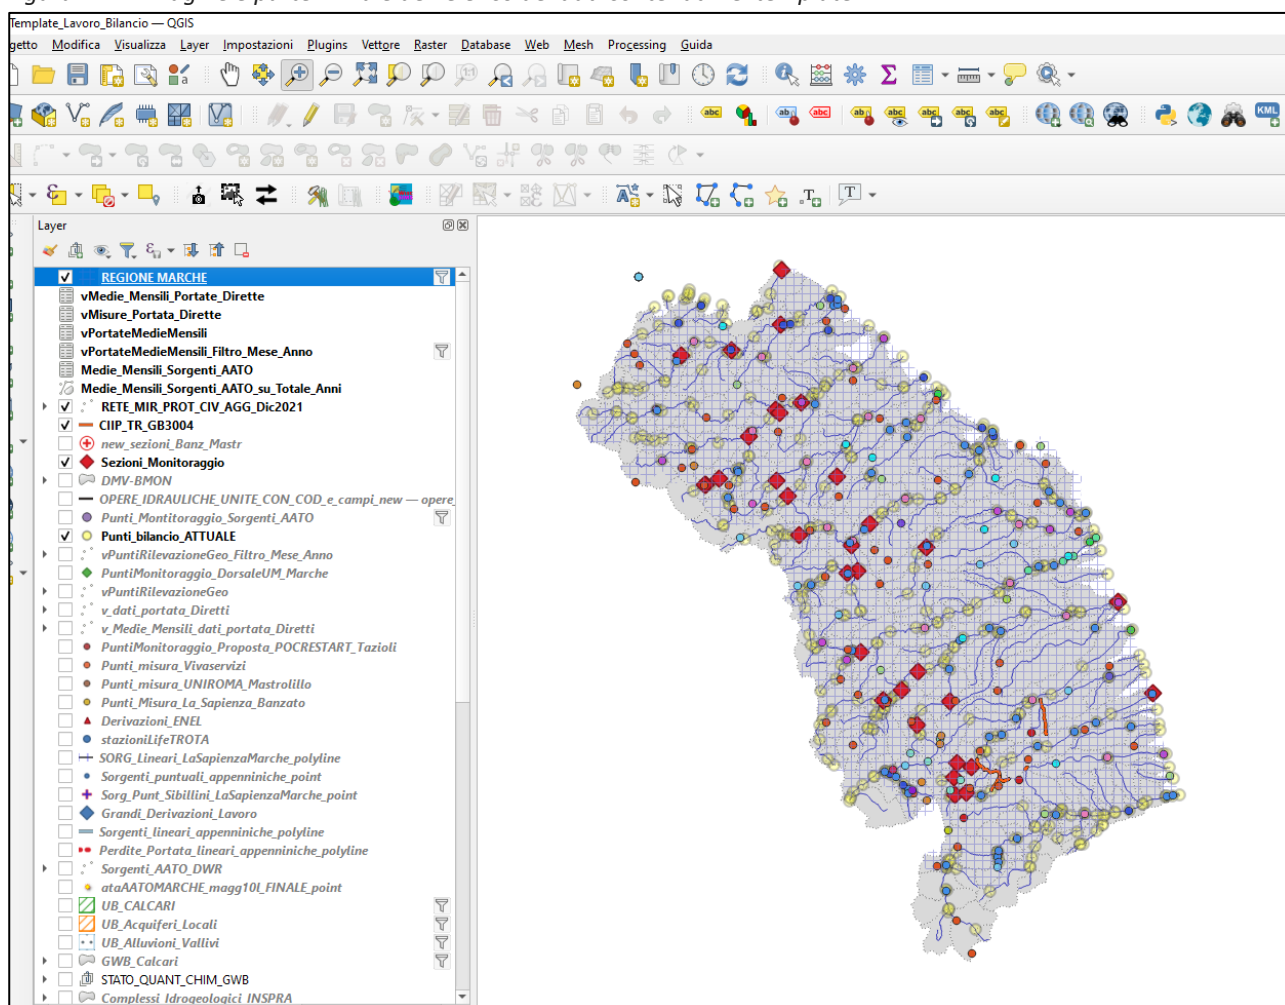 Template_Lavoro_Bilancio — QGIS
getto Modifica Visualizza Layer Impostazioni Plugins Vettore Raster Database Web Mesh Processing Guida
Layer
REGIONE MARCHE
vMedie_Mensili_Portate_Dirette
vMisure_Portata_Dirette
vPortateMedieMensili
vPortateMedieMensili_Filtro_Mese_Anno
Medie_Mensili_Sorgenti_AATO
Medie_Mensili_Sorgenti_AATO_su_Totale_Anni
RETE_MIR_PROT_CIV_AGG_Dic2021
CIIP_TR_GB3004
new_sezioni_Banz_Mastr
Sezioni_Monitoraggio
DMV-BMON
OPERE_IDRAULICHE_UNITE_CON_COD_e_campi_new — opere_
Punti_Montitoraggio_Sorgenti_AATO
Punti_bilancio_ATTUALE
vPuntiRilevazioneGeo_Filtro_Mese_Anno
PuntiMonitoraggio_DorsaleUM_Marche
vPuntiRilevazioneGeo
v_dati_portata_Diretti
v_Medie_Mensili_dati_portata_Diretti
PuntiMonitoraggio_Proposta_POCRESTART_Tazioli
Punti_misura_Vivaservizi
Punti_misura_UNIROMA_Mastrolillo
Punti_Misura_La_Sapienza_Banzato
Derivazioni_ENEL
stazioniLifeTROTA
SORG_Lineari_LaSapienzaMarche_polyline
Sorgenti_puntuali_appenniniche_point
Sorg_Punt_Sibillini_LaSapienzaMarche_point
Grandi_Derivazioni_Lavoro
Sorgenti_lineari_appenniniche_polyline
Perdite_Portata_lineari_appenniniche_polyline
Sorgenti_AATO_DWR
ataAATOMARCHE_magg10l_FINALE_point
UB_CALCARI
UB_Acquiferi_Locali
UB_Alluvioni_Vallivi
GWB_Calcari
STATO_QUANT_CHIM_GWB
Complessi_Idrogeologici_INSPRA